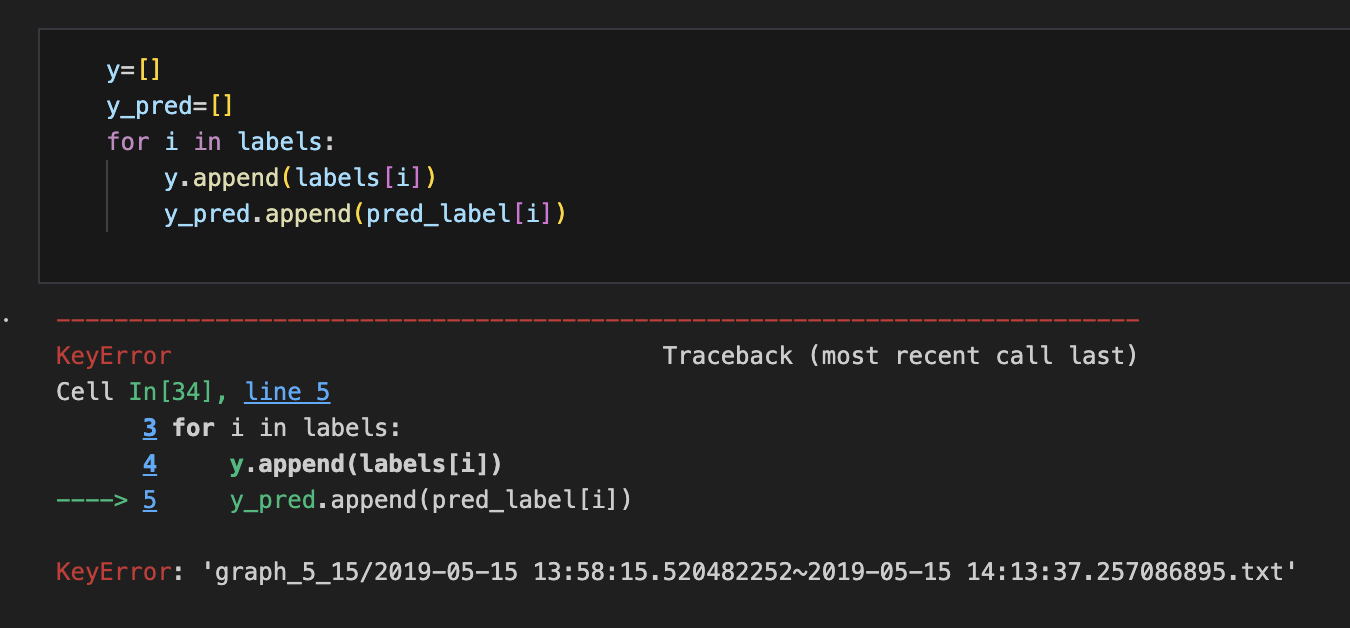 y=[]
y_pred=[]
for i in labels:
    y.append(labels[i])
    y_pred.append(pred_label[i])
---------------------------------------------------------------------------
KeyError                                  Traceback (most recent call last)
Cell In[34], line 5
      3 for i in labels:
      4     y.append(labels[i])
----> 5     y_pred.append(pred_label[i])
KeyError: 'graph_5_15/2019-05-15 13:58:15.520482252~2019-05-15 14:13:37.257086895.txt'